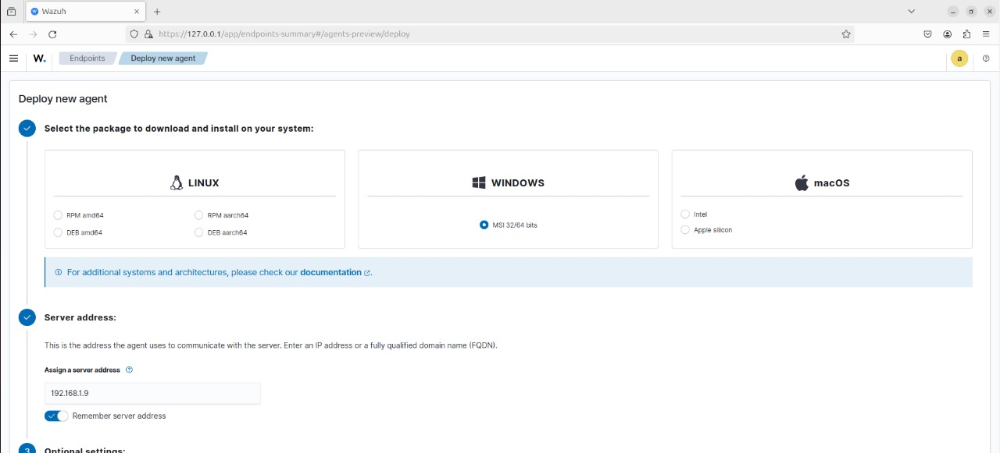 Wazuh
https://127.0.0.1/app/endpoints-summary#/agents-preview/deploy
W. Endpoints Deploy new agent a
Deploy new agent
Select the package to download and install on your system:
LINUX
RPM amd64 RPM aarch64
DEB amd64 DEB aarch64
WINDOWS
MSI 32/64 bits
macOS
Intel
Apple silicon
For additional systems and architectures, please check our documentation.
Server address:
This is the address the agent uses to communicate with the server. Enter an IP address or a fully qualified domain name (FQDN).
Assign a server address
192.168.1.9
Remember server address
3 Optional settings: